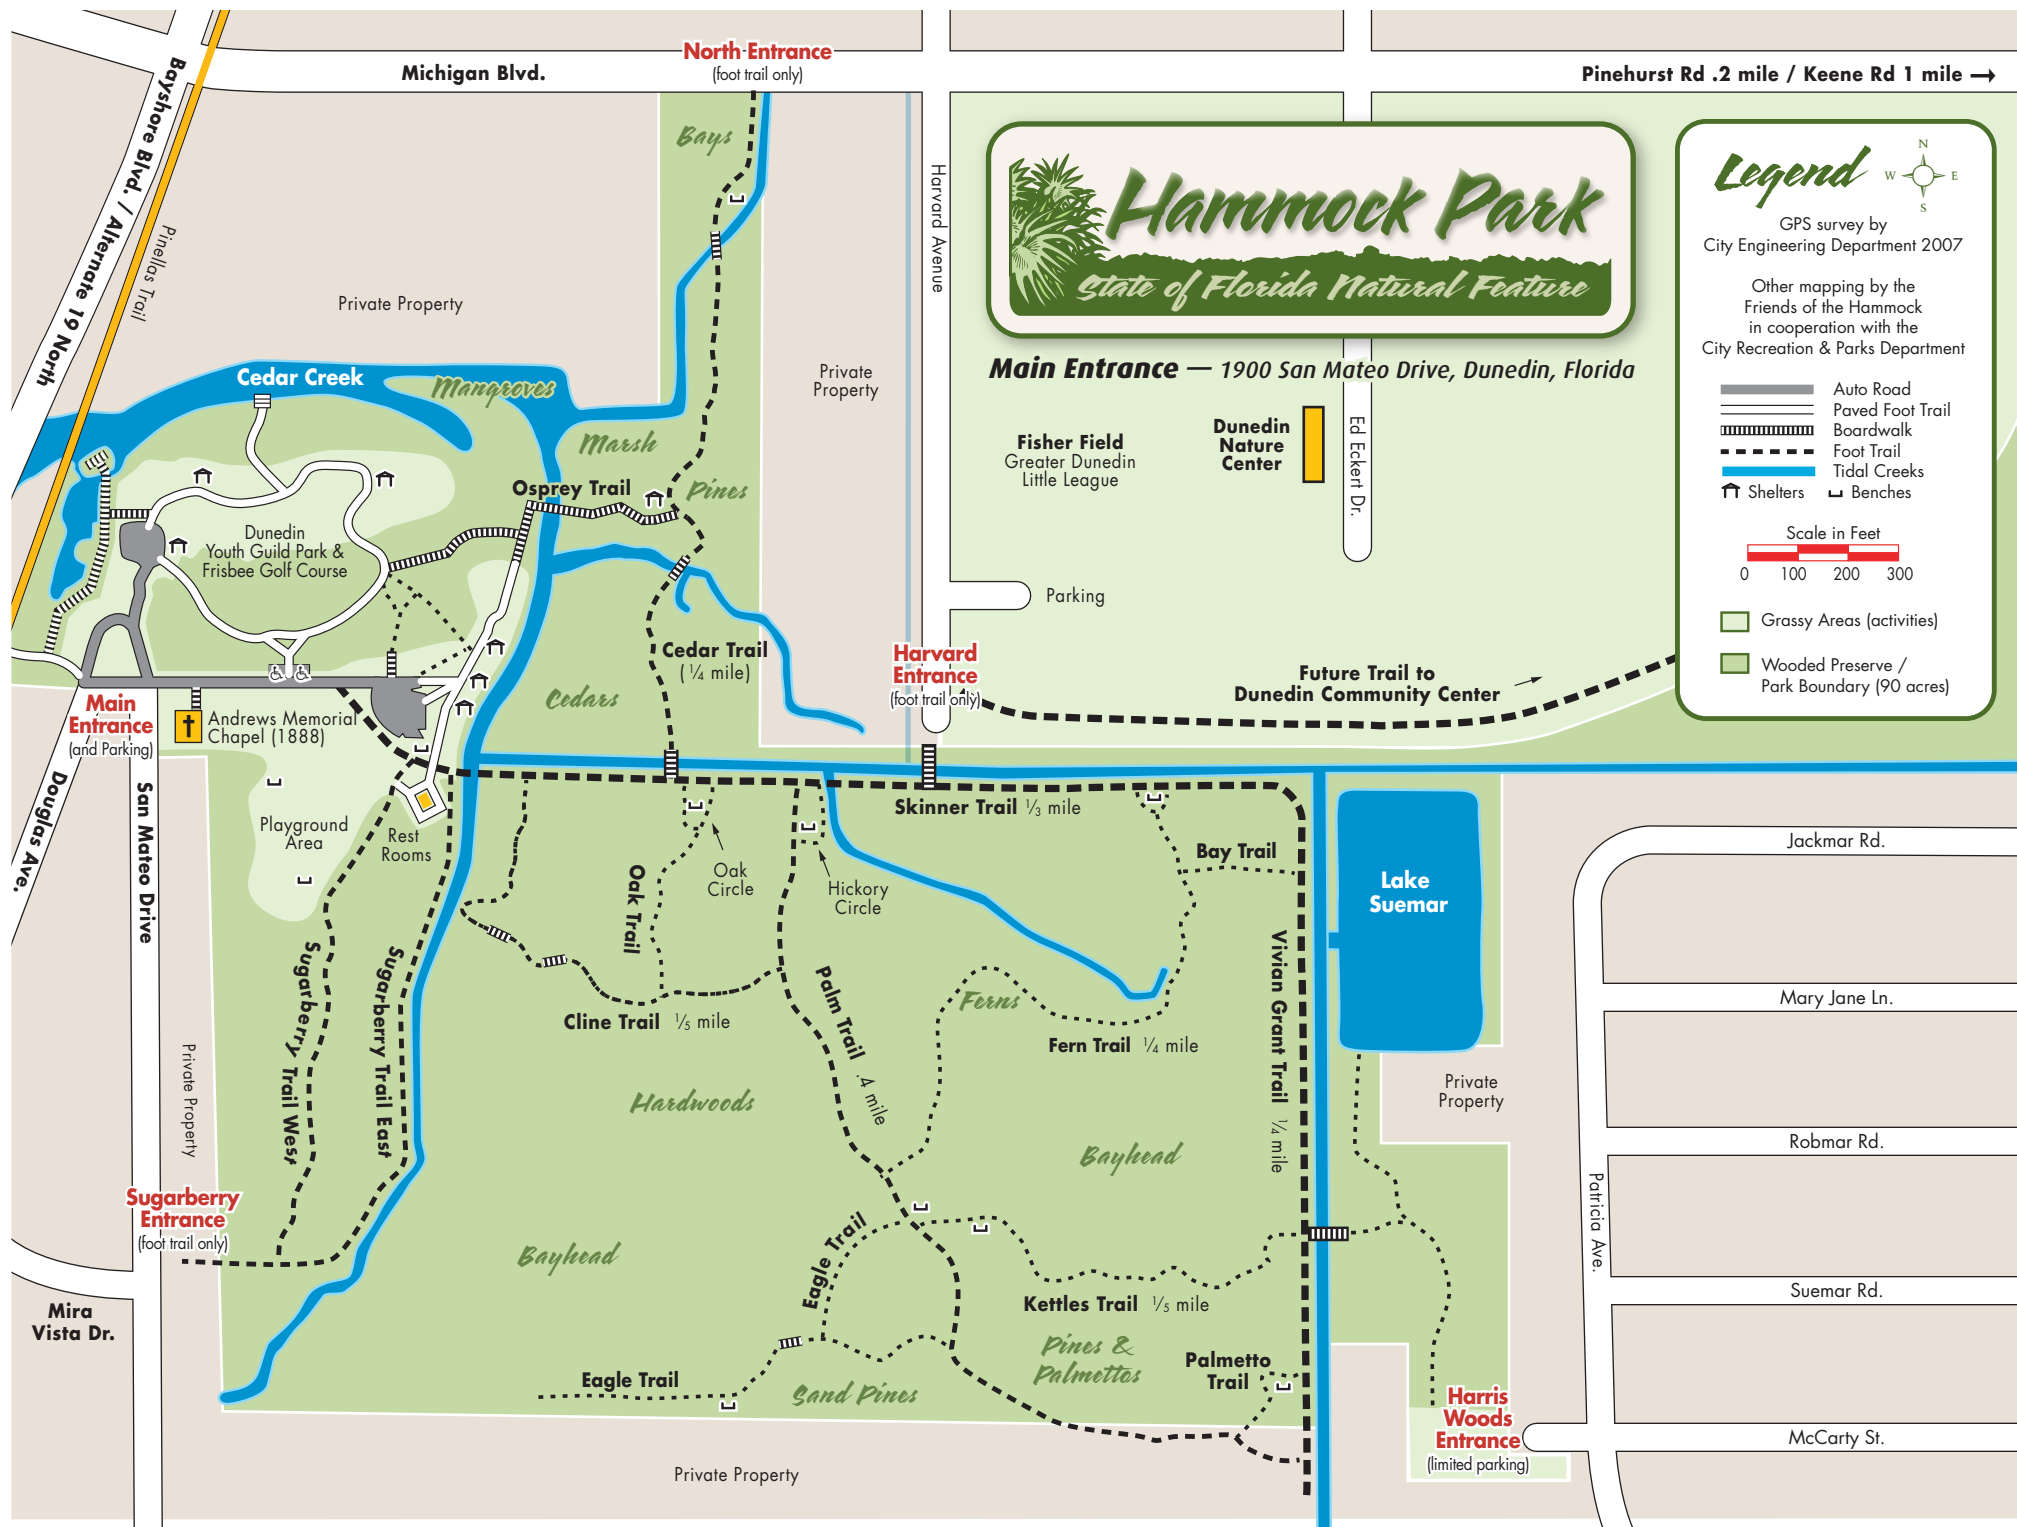 North Entrance
(foot trail only)
Michigan Blvd.
Pinehurst Rd .2 mile / Keene Rd 1 mile →
Bayshore Blvd. // Alternate 19 North
Pinellas Trail
Bays
Harvard Avenue
Hammock Park
State of Florida Natural Feature
Main Entrance — 1900 San Mateo Drive, Dunedin, Florida
Legend
N
W E
S
GPS survey by
City Engineering Department 2007
Other mapping by the
Friends of the Hammock
in cooperation with the
City Recreation & Parks Department
Auto Road
Paved Foot Trail
Boardwalk
Foot Trail
Tidal Creeks
Shelters
Benches
Scale in Feet
0 100 200 300
Grassy Areas (activities)
Wooded Preserve /
Park Boundary (90 acres)
Private Property
Private
Property
Cedar Creek
Mangroves
Marsh
Pines
Osprey Trail
Fisher Field
Greater Dunedin
Little League
Dunedin
Nature
Center
Ed Eckert Dr.
Dunedin
Youth Guild Park &
Frisbee Golf Course
Parking
Cedar Trail
(¼ mile)
Cedars
Harvard
Entrance
(foot trail only)
Future Trail to
Dunedin Community Center
Main
Entrance
(and Parking)
Andrews Memorial
Chapel (1888)
Douglas Ave.
San Mateo Drive
Playground
Area
Rest
Rooms
Skinner Trail ⅓ mile
Oak
Circle
Hickory
Circle
Oak Trail
Bay Trail
Lake
Suemar
Jackmar Rd.
Sugarberry Trail West
Sugarberry Trail East
Cline Trail ⅕ mile
Palm Trail .4 mile
Ferns
Fern Trail ¼ mile
Vivian Grant Trail ¼ mile
Mary Jane Ln.
Private Property
Hardwoods
Private
Property
Robmar Rd.
Bayhead
Patricia Ave.
Sugarberry
Entrance
(foot trail only)
Bayhead
Eagle Trail
Kettles Trail ⅕ mile
Suemar Rd.
Mira
Vista Dr.
Pines &
Palmettos
Palmetto
Trail
Eagle Trail
Sand Pines
Harris
Woods
Entrance
(limited parking)
McCarty St.
Private Property